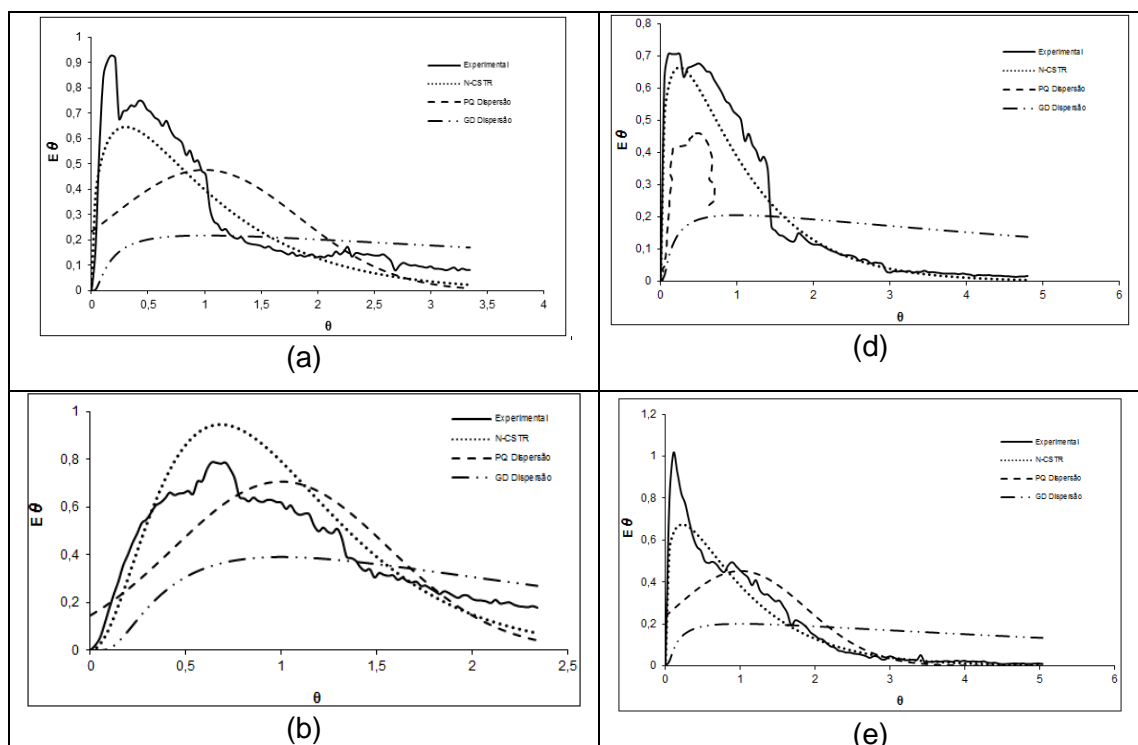 1
0,9
0,8
0,7
0,6
0,5
0,4
0,3
0,2
0,1
0
E θ
0
0,5
1
1,5
2
2,5
3
3,5
4
θ
Experimental
N-CSTR
PQ Dispersão
GD Dispersão
(a)
0,8
0,7
0,6
0,5
0,4
0,3
0,2
0,1
0
E θ
0
1
2
3
4
5
6
θ
Experimental
N-CSTR
PQ Dispersão
GD Dispersão
(d)
1
0,8
0,6
0,4
0,2
0
E θ
0
0,5
1
1,5
2
2,5
θ
Experimental
N-CSTR
PQ Dispersão
GD Dispersão
(b)
1,2
1
0,8
0,6
0,4
0,2
0
E θ
0
1
2
3
4
5
6
θ
Experimental
N-CSTR
PQ Dispersão
GD Dispersão
(e)